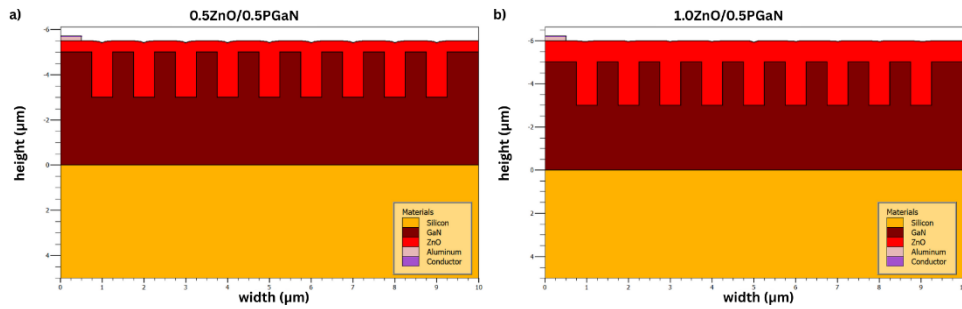 a)
0.5ZnO/0.5PGaN
-6
-4
-2
0
2
4
height (µm)
0 1 2 3 4 5 6 7 8 9 10
width (µm)
Materials
Silicon
GaN
ZnO
Aluminum
Conductor
b)
1.0ZnO/0.5PGaN
-6
-4
-2
0
2
4
height (µm)
0 1 2 3 4 5 6 7 8 9
width (µm)
Materials
Silicon
GaN
ZnO
Aluminum
Conductor